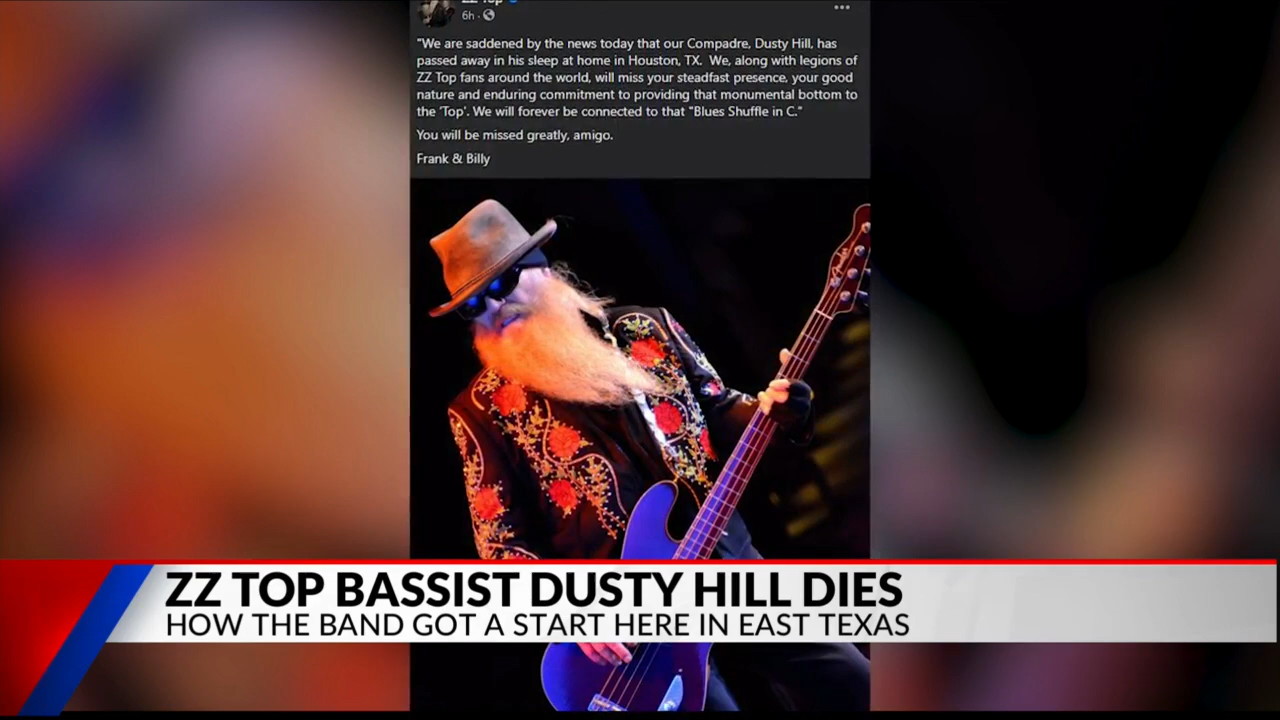 ZZ Top
6h ·
"We are saddened by the news today that our Compadre, Dusty Hill, has
passed away in his sleep at home in Houston, TX. We, along with legions of
ZZ Top fans around the world, will miss your steadfast presence, your good
nature and enduring commitment to providing that monumental bottom to
the 'Top'. We will forever be connected to that "Blues Shuffle in C."
You will be missed greatly, amigo.
Frank & Billy
Fender
ZZ TOP BASSIST DUSTY HILL DIES
HOW THE BAND GOT A START HERE IN EAST TEXAS